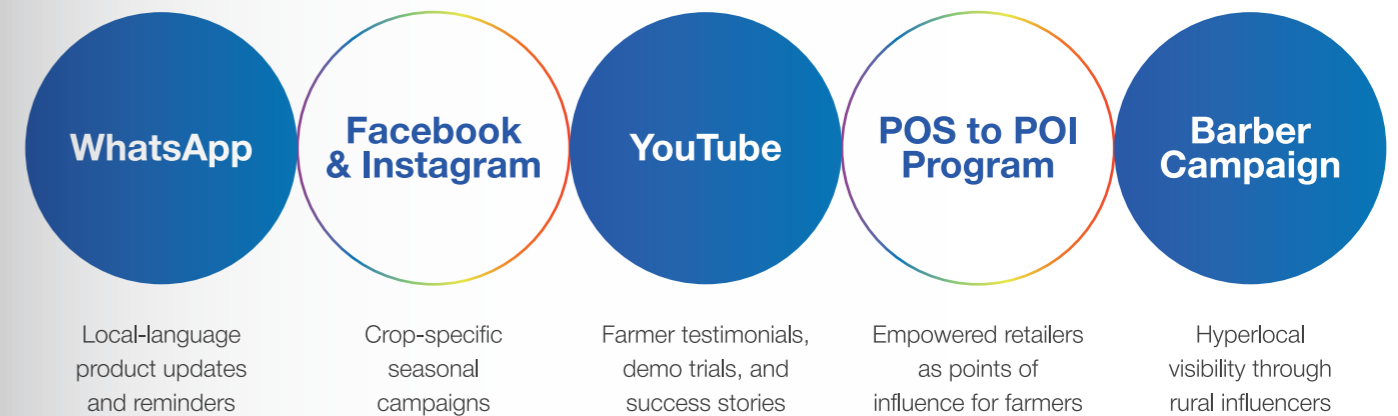 WhatsApp
Local-language
product updates
and reminders
Facebook
& Instagram
Crop-specific
seasonal
campaigns
YouTube
Farmer testimonials,
demo trials, and
success stories
POS to POI
Program
Empowered retailers
as points of
influence for farmers
Barber
Campaign
Hyperlocal
visibility through
rural influencers